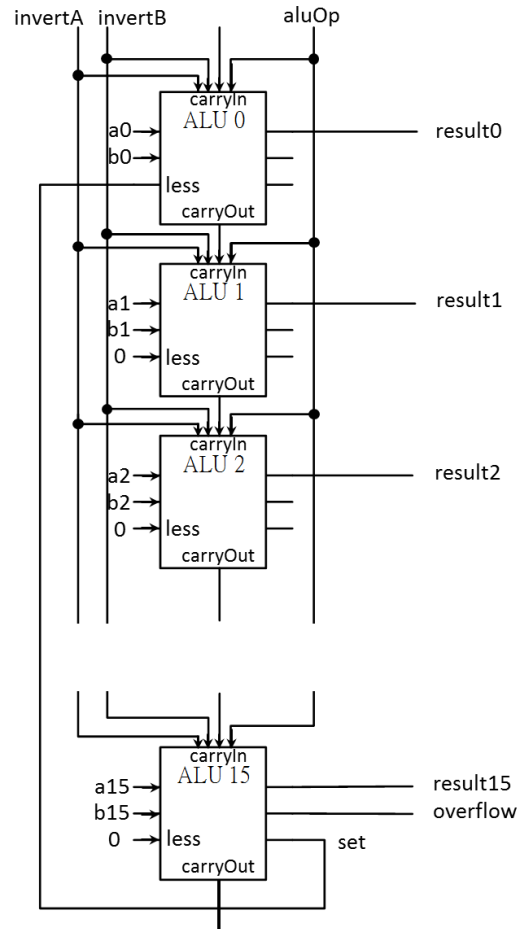 invertA invertB aluOp
carryIn
ALU 0
a0 result0
b0
less
carryOut
carryIn
ALU 1
a1 result1
b1
0 less
carryOut
carryIn
ALU 2
a2 result2
b2
0 less
carryOut
carryIn
ALU 15
a15 result15
b15 overflow
0 less set
carryOut